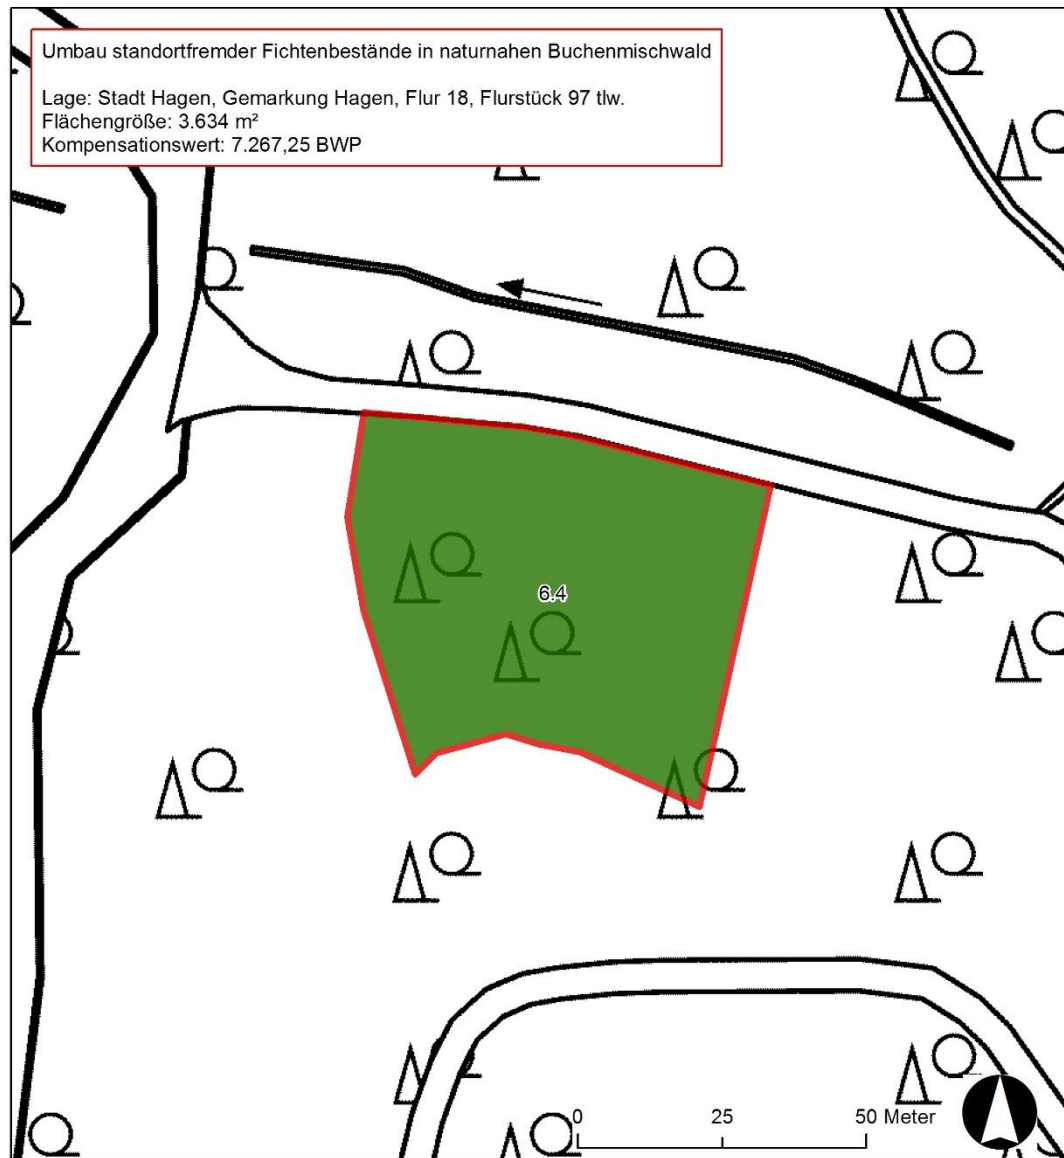 Umbau standortfremder Fichtenbestände in naturnahen Buchenmischwald
Lage: Stadt Hagen, Gemarkung Hagen, Flur 18, Flurstück 97 tlw.
Flächengröße: 3.634 m²
Kompensationswert: 7.267,25 BWP
6.4
0 25 50 Meter